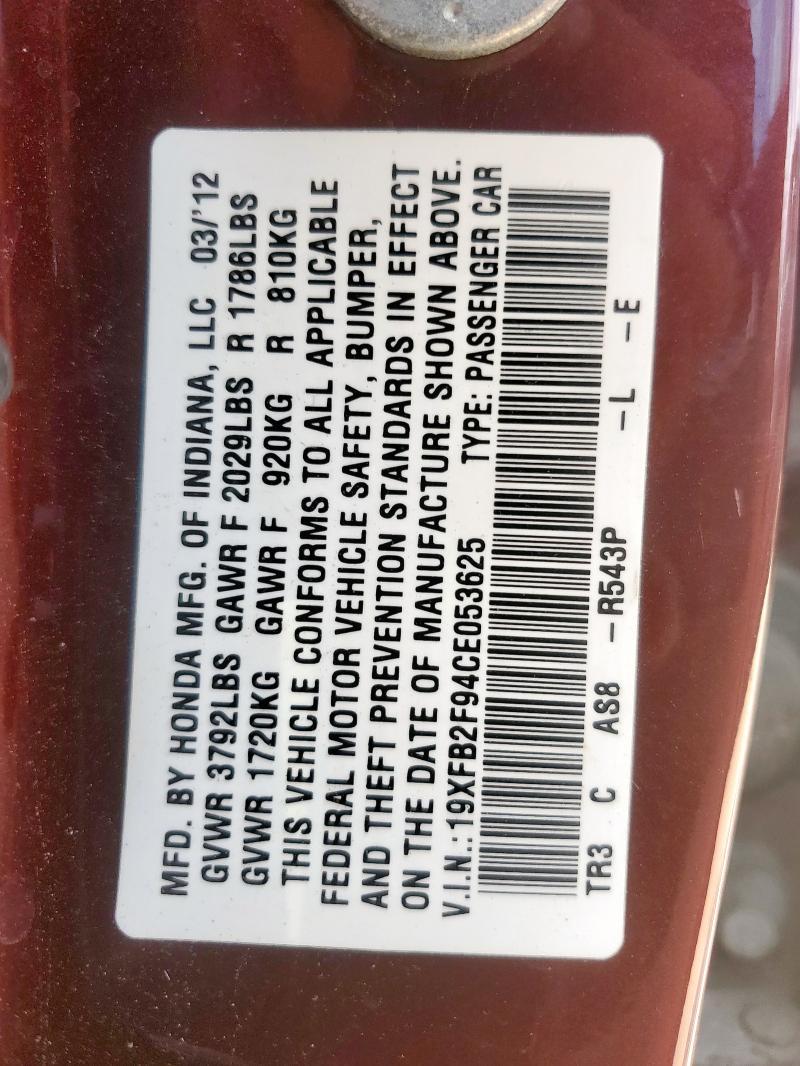 MFD. BY HONDA MFG. OF INDIANA, LLC 03/'12
GVWR 3792LBS GAWR F 2029LBS R 1786LBS
GVWR 1720KG GAWR F 920KG R 810KG
THIS VEHICLE CONFORMS TO ALL APPLICABLE
FEDERAL MOTOR VEHICLE SAFETY, BUMPER,
AND THEFT PREVENTION STANDARDS IN EFFECT
ON THE DATE OF MANUFACTURE SHOWN ABOVE.
V.I.N.: 19XFB2F94CE053625 TYPE: PASSENGER CAR
TR3 C AS8 -R543P -L -E